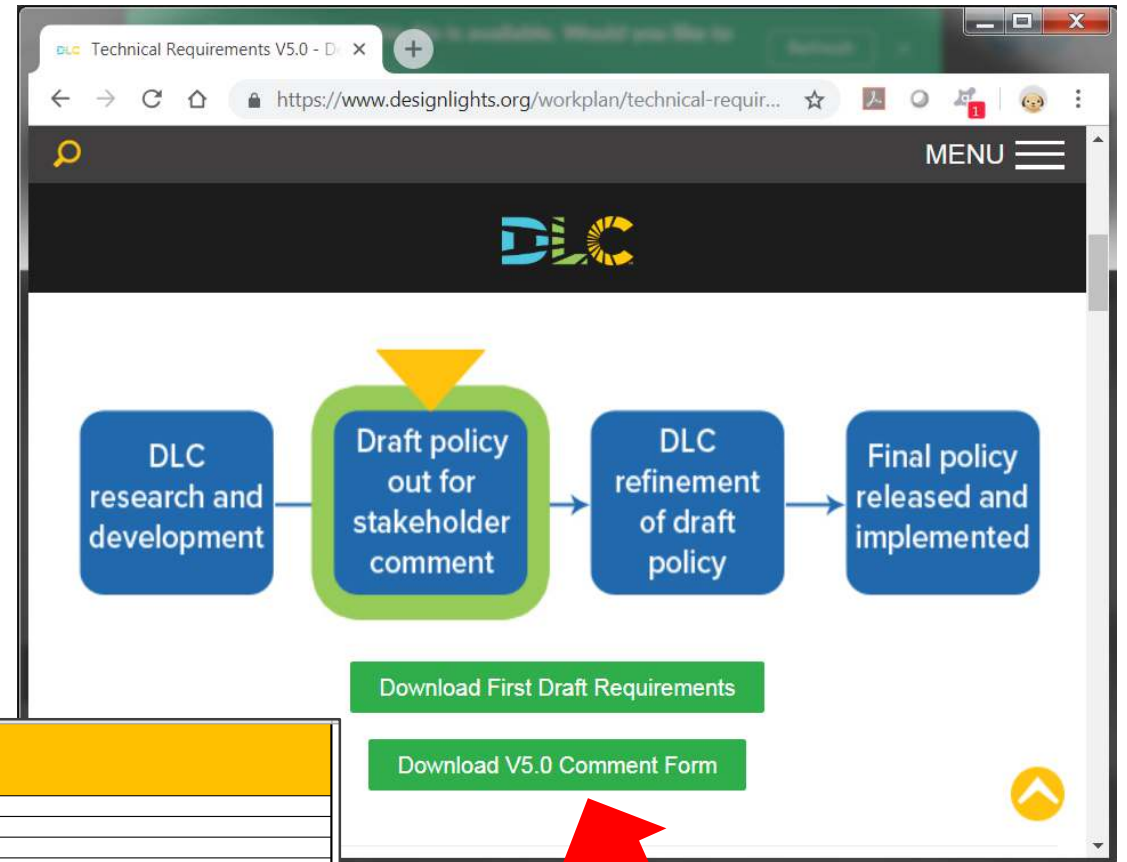 DLC Technical Requirements V5.0 - D
https://www.designlights.org/workplan/technical-requir...
1
MENU
DLC
DLC
research and
development
Draft policy
out for
stakeholder
comment
DLC
refinement
of draft
policy
Final policy
released and
implemented
Download First Draft Requirements
Download V5.0 Comment Form